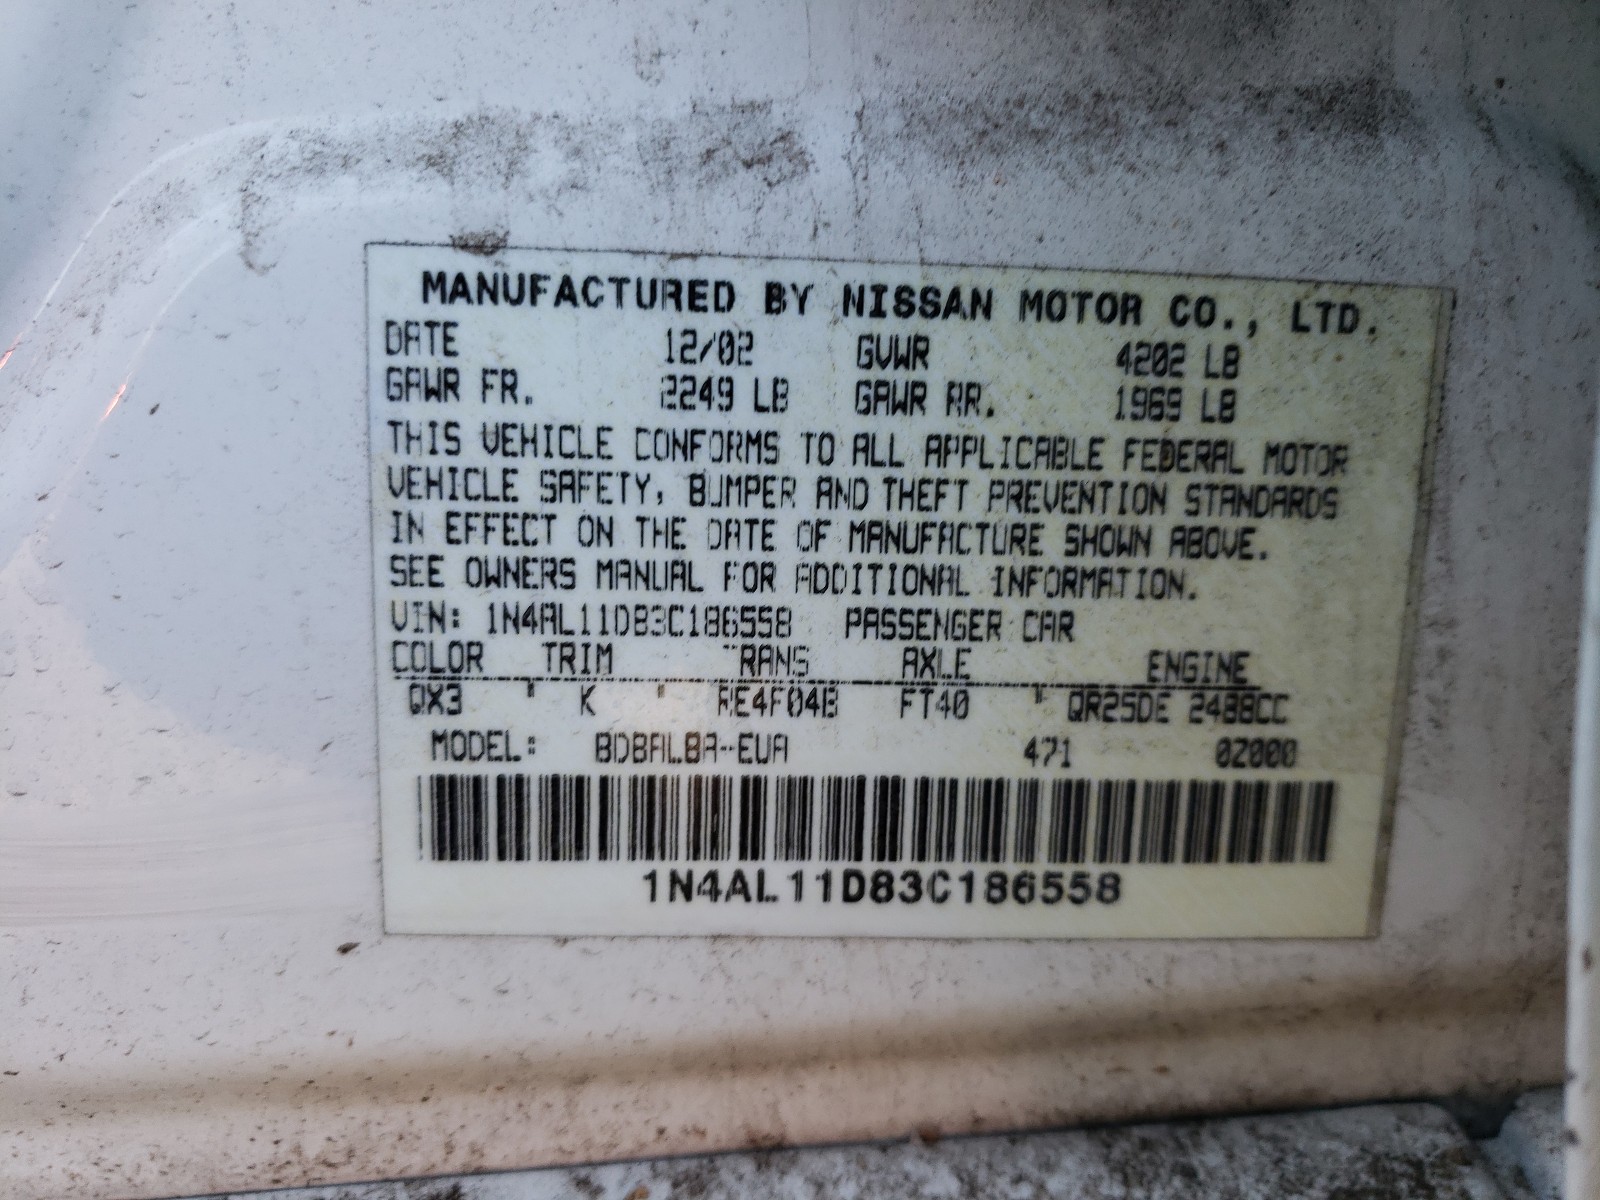 MANUFACTURED BY NISSAN MOTOR CO., LTD.
DATE 12/02 GVWR 4202 LB
GAWR FR. 2249 LB GAWR RR. 1969 LB
THIS VEHICLE CONFORMS TO ALL APPLICABLE FEDERAL MOTOR
VEHICLE SAFETY, BUMPER AND THEFT PREVENTION STANDARDS
IN EFFECT ON THE DATE OF MANUFACTURE SHOWN ABOVE.
SEE OWNERS MANUAL FOR ADDITIONAL INFORMATION.
VIN: 1N4AL11D83C186558 PASSENGER CAR
COLOR TRIM TRANS AXLE ENGINE
QX3 " K " RE4F04B FT40 " QR25DE 2488CC
MODEL: BDBALBA-EUA 471 02000
1N4AL11D83C186558